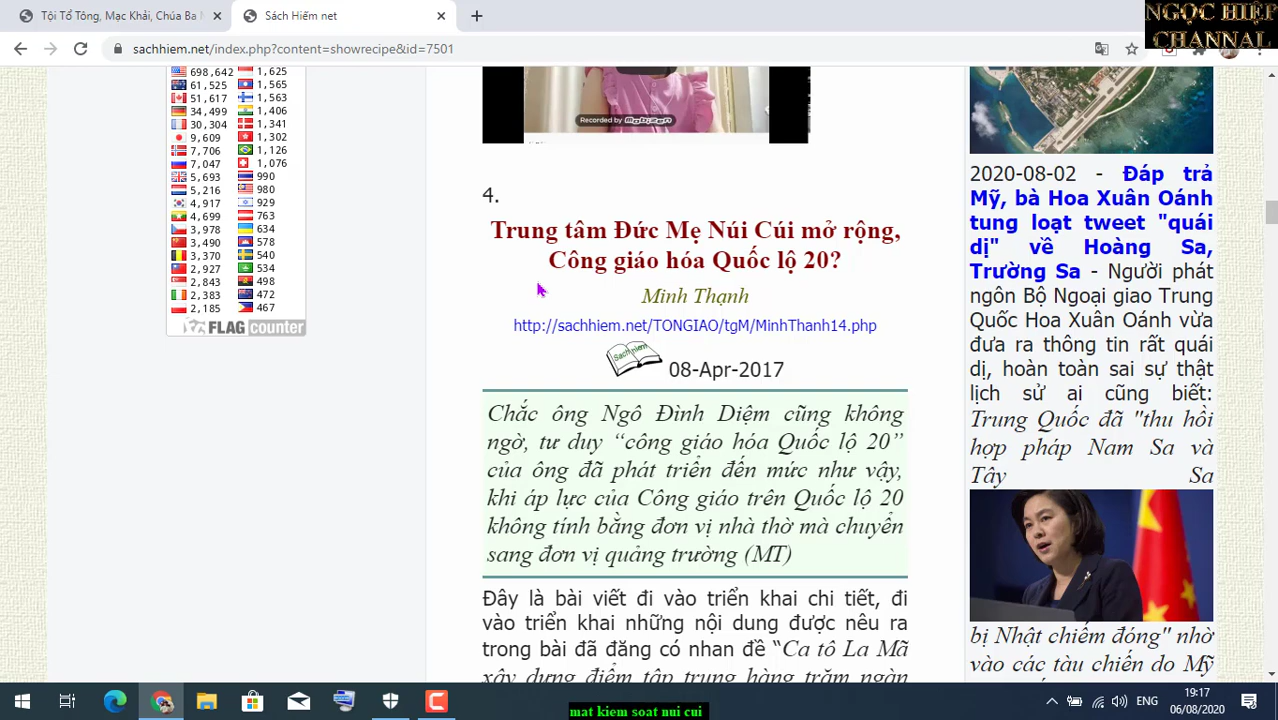 Tội Tổ Tông, Mạc Khải, Chúa Ba M
Sách Hiếm net
NGỌC HIỆP
CHANNAL
sachhiem.net/index.php?content=showrecipe&id=7501
698,642 1,625
61,525 1,565
51,617 1,563
34,499 1,406
30,304 1,341
9,609 1,302
7,706 1,126
7,047 1,076
5,693 990
5,216 980
4,917 929
4,699 763
3,978 634
3,490 578
3,370 540
2,927 534
2,843 498
2,383 472
2,185 467
FLAG counter
Recorded by
4.
Trung tâm Đức Mẹ Núi Cúi mở rộng,
Công giáo hóa Quốc lộ 20?
Minh Thạnh
http://sachhiem.net/TONGIAO/tgM/MinhThanh14.php
Sach hiem
08-Apr-2017
Chắc ông Ngô Đình Diệm cũng không
ngờ, tư duy “công giáo hóa Quốc lộ 20”
của ông đã phát triển đến mức như vậy,
khi áp lực của Công giáo trên Quốc lộ 20
không tính bằng đơn vị nhà thờ mà chuyển
sang đơn vị quảng trường (MT)
Đây là bài viết đi vào triển khai chi tiết, đi
vào triển khai những nội dung được nêu ra
trong bài đã đăng có nhan đề “Ca tô La Mã
xây dựng điểm tập trung hàng trăm ngàn
2020-08-02 - Đáp trả
Mỹ, bà Hoa Xuân Oánh
tung loạt tweet "quái
dị" về Hoàng Sa,
Trường Sa - Người phát
ngôn Bộ Ngoại giao Trung
Quốc Hoa Xuân Oánh vừa
đưa ra thông tin rất quái
dị, hoàn toàn sai sự thật
lịch sử ai cũng biết:
Trung Quốc đã "thu hồi
hợp pháp Nam Sa và
Tây Sa
bị Nhật chiếm đóng" nhờ
vào các tàu chiến do Mỹ
ENG
19:17
06/08/2020
mat kiem soat nui cui